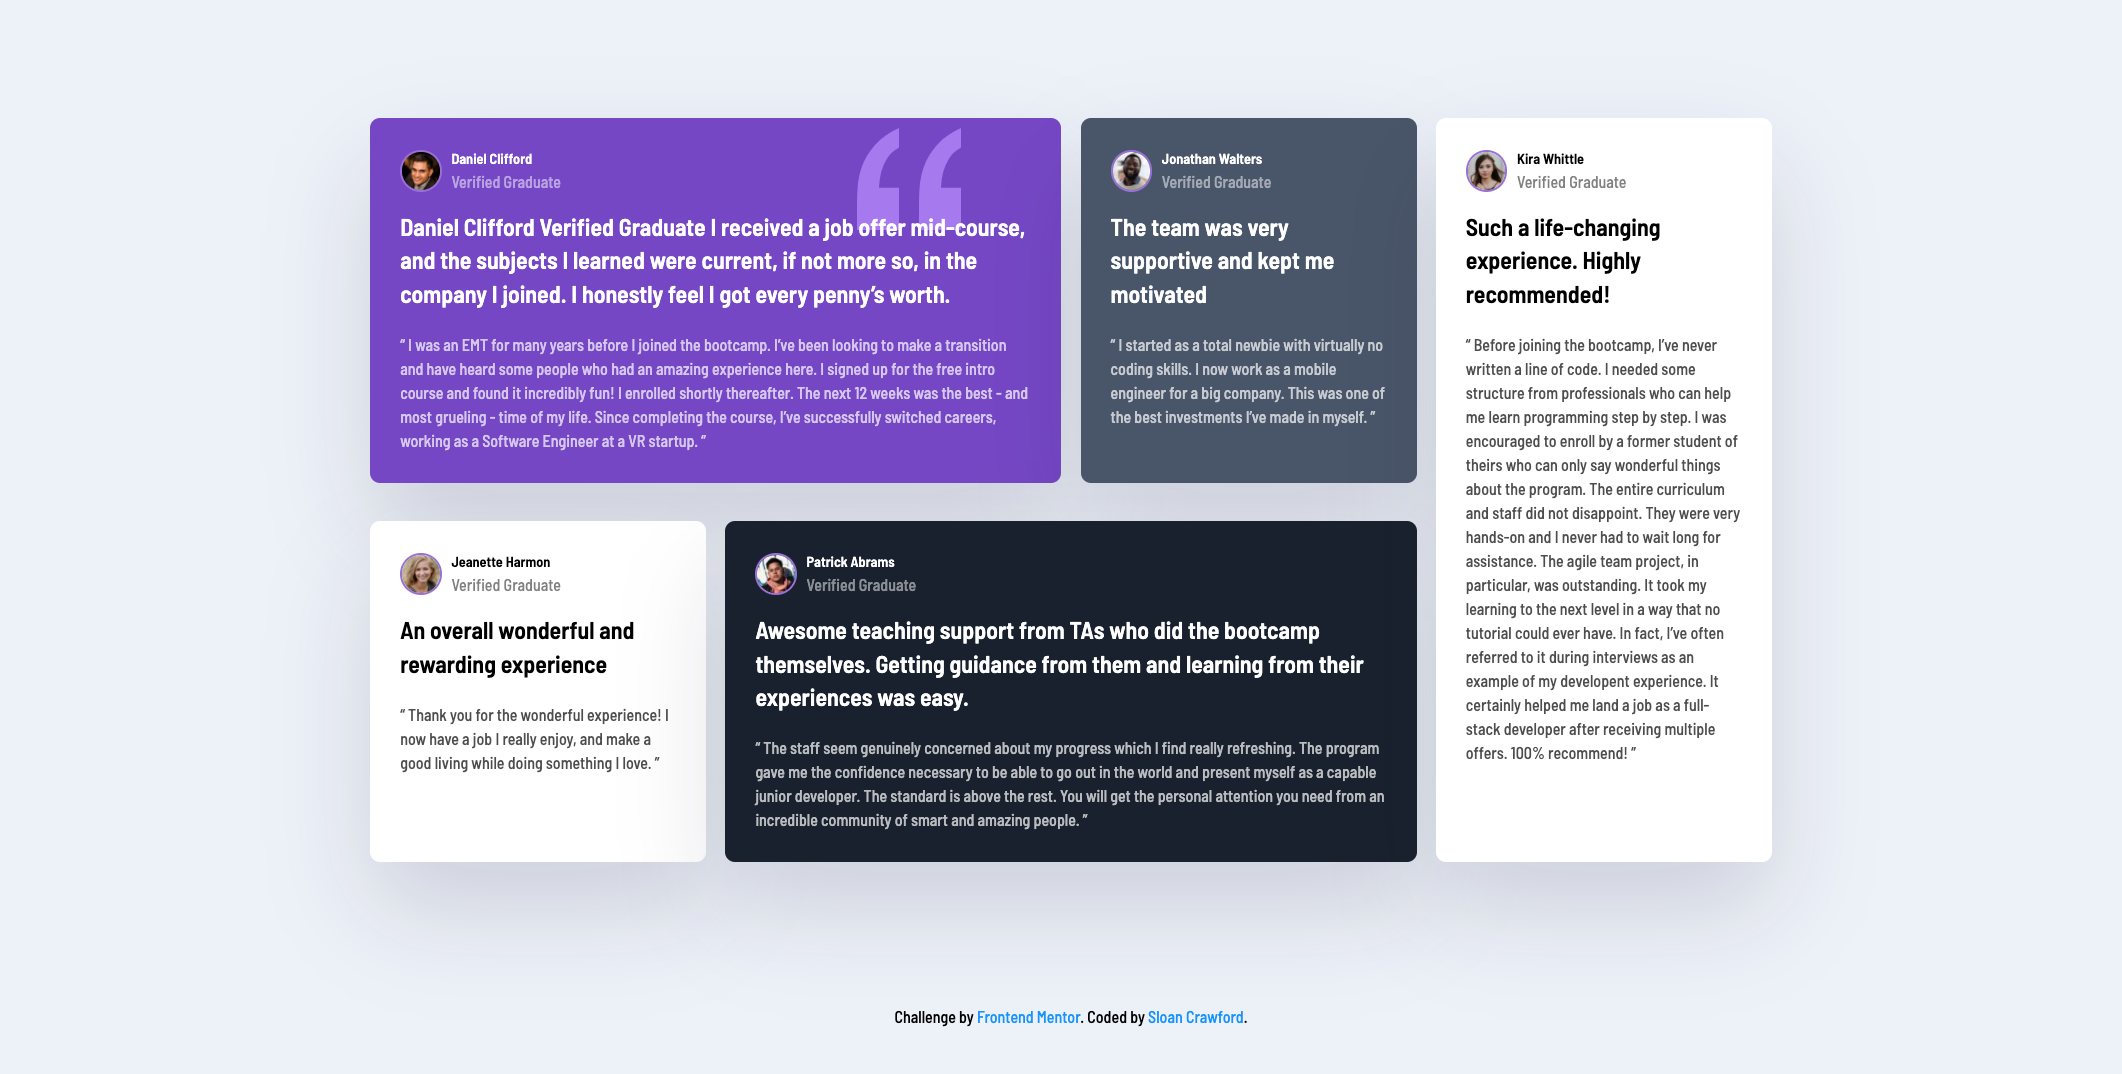 Daniel Clifford
Verified Graduate
Daniel Clifford Verified Graduate I received a job offer mid-course,
and the subjects I learned were current, if not more so, in the
company I joined. I honestly feel I got every penny’s worth.
“ I was an EMT for many years before I joined the bootcamp. I’ve been looking to make a transition
and have heard some people who had an amazing experience here. I signed up for the free intro
course and found it incredibly fun! I enrolled shortly thereafter. The next 12 weeks was the best - and
most grueling - time of my life. Since completing the course, I’ve successfully switched careers,
working as a Software Engineer at a VR startup. ”
Jonathan Walters
Verified Graduate
The team was very
supportive and kept me
motivated
“ I started as a total newbie with virtually no
coding skills. I now work as a mobile
engineer for a big company. This was one of
the best investments I’ve made in myself. ”
Kira Whittle
Verified Graduate
Such a life-changing
experience. Highly
recommended!
“ Before joining the bootcamp, I’ve never
written a line of code. I needed some
structure from professionals who can help
me learn programming step by step. I was
encouraged to enroll by a former student of
theirs who can only say wonderful things
about the program. The entire curriculum
and staff did not disappoint. They were very
hands-on and I never had to wait long for
assistance. The agile team project, in
particular, was outstanding. It took my
learning to the next level in a way that no
tutorial could ever have. In fact, I’ve often
referred to it during interviews as an
example of my developent experience. It
certainly helped me land a job as a full-
stack developer after receiving multiple
offers. 100% recommend! ”
Jeanette Harmon
Verified Graduate
An overall wonderful and
rewarding experience
“ Thank you for the wonderful experience! I
now have a job I really enjoy, and make a
good living while doing something I love. ”
Patrick Abrams
Verified Graduate
Awesome teaching support from TAs who did the bootcamp
themselves. Getting guidance from them and learning from their
experiences was easy.
“ The staff seem genuinely concerned about my progress which I find really refreshing. The program
gave me the confidence necessary to be able to go out in the world and present myself as a capable
junior developer. The standard is above the rest. You will get the personal attention you need from an
incredible community of smart and amazing people. ”
Challenge by Frontend Mentor. Coded by Sloan Crawford.